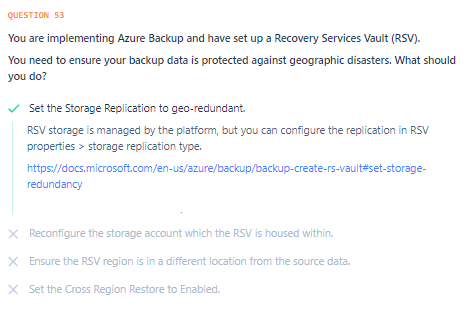 QUESTION 53
You are implementing Azure Backup and have set up a Recovery Services Vault (RSV).
You need to ensure your backup data is protected against geographic disasters. What should
you do?
Set the Storage Replication to geo-redundant.
RSV storage is managed by the platform, but you can configure the replication in RSV
properties > storage replication type.
https://docs.microsoft.com/en-us/azure/backup/backup-create-rs-vault#set-storage-
redundancy
Reconfigure the storage account which the RSV is housed within.
Ensure the RSV region is in a different location from the source data.
Set the Cross Region Restore to Enabled.